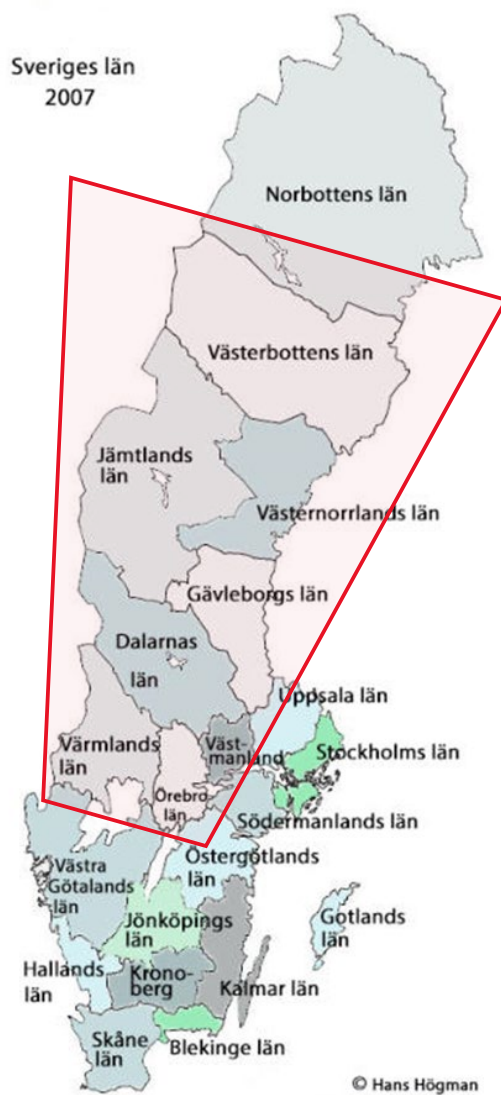 Sveriges län
2007
Norbottens län
Västerbottens län
Jämtlands
län
Västernorrlands län
Gävleborgs län
Dalarnas
län
Uppsala län
Värmlands
län
Väst-
manland
Stockholms län
Örebro
län
Södermanlands län
Östergötlands
län
Västra
Götalands
län
Jönköpings
län
Gotlands
län
Hallands
län
Krono-
berg
Kalmar län
Skåne
län
Blekinge län
© Hans Högman